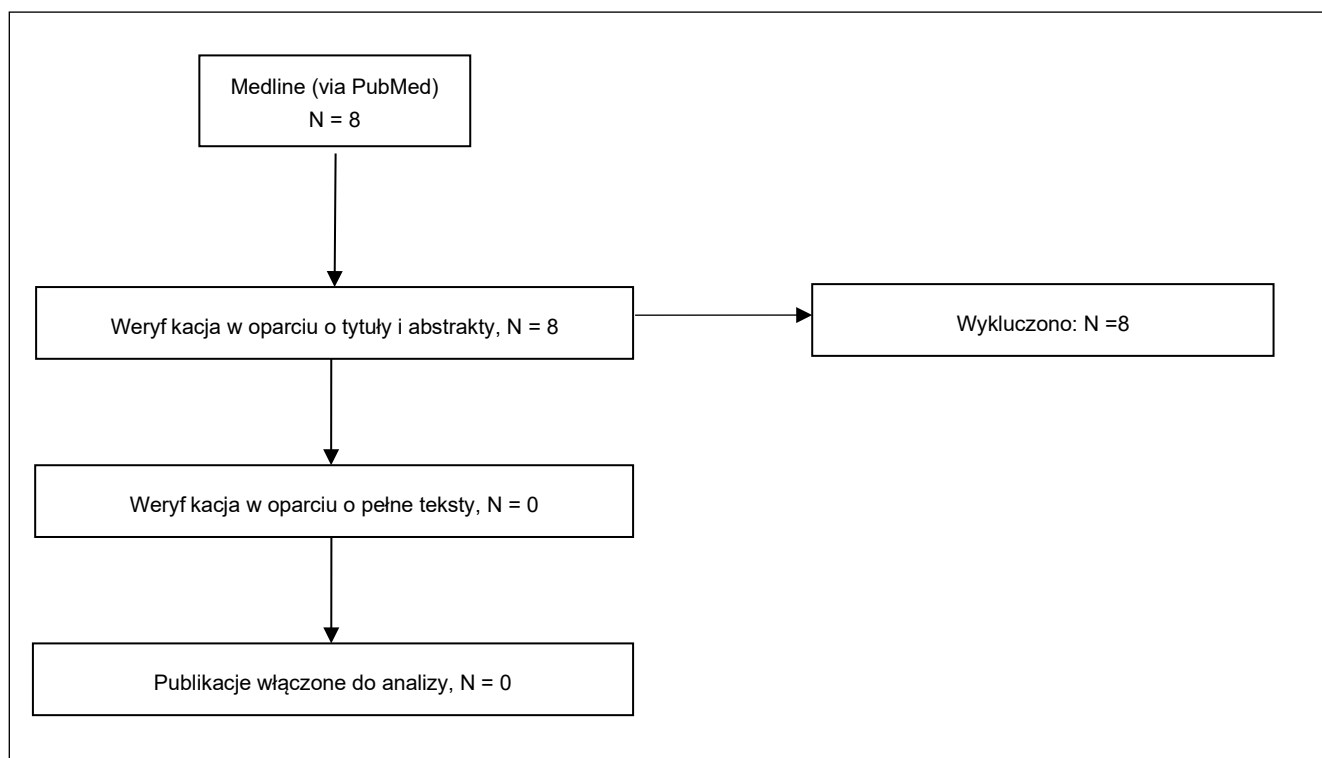 Medline (via PubMed)
N = 8
Weryf kacja w oparciu o tytuły i abstrakty, N = 8
Wykluczono: N =8
Weryf kacja w oparciu o pełne teksty, N = 0
Publikacje włączone do analizy, N = 0